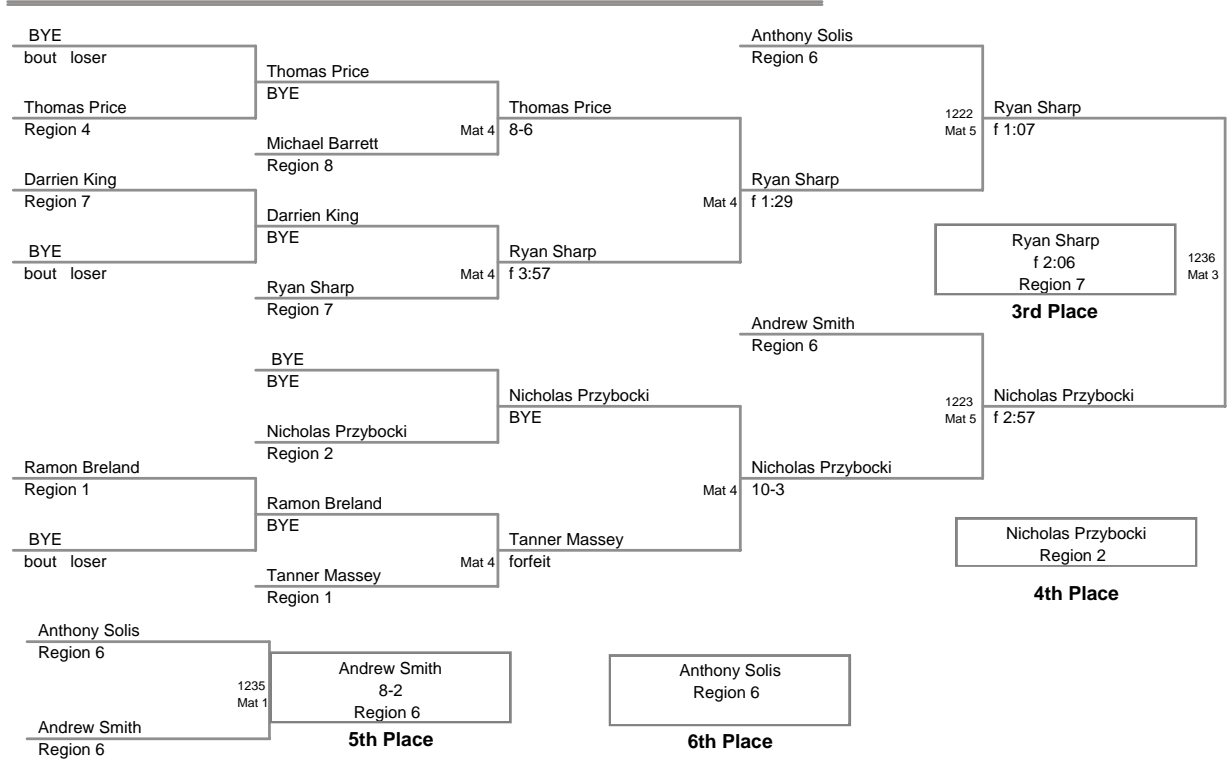 BYE
bout loser
Thomas Price
Region 4
Darrien King
Region 7
BYE
bout loser
Ramon Breland
Region 1
BYE
bout loser
Thomas Price
BYE
Michael Barrett
Region 8
Darrien King
BYE
Ryan Sharp
Region 7
BYE
BYE
Nicholas Przybocki
Region 2
Ramon Breland
BYE
Tanner Massey
Region 1
Mat 4
Thomas Price
8-6
Mat 4
Ryan Sharp
f 3:57
Nicholas Przybocki
BYE
Mat 4
Tanner Massey
forfeit
Anthony Solis
Region 6
Mat 4
Ryan Sharp
f 1:29
Andrew Smith
Region 6
Mat 4
Nicholas Przybocki
10-3
1222
Mat 5
Ryan Sharp
f 1:07
1223
Mat 5
Nicholas Przybocki
f 2:57
Ryan Sharp
f 2:06
Region 7
1236
Mat 3
3rd Place
Nicholas Przybocki
Region 2
4th Place
Anthony Solis
Region 6
Andrew Smith
Region 6
1235
Mat 1
Andrew Smith
8-2
Region 6
5th Place
Anthony Solis
Region 6
6th Place